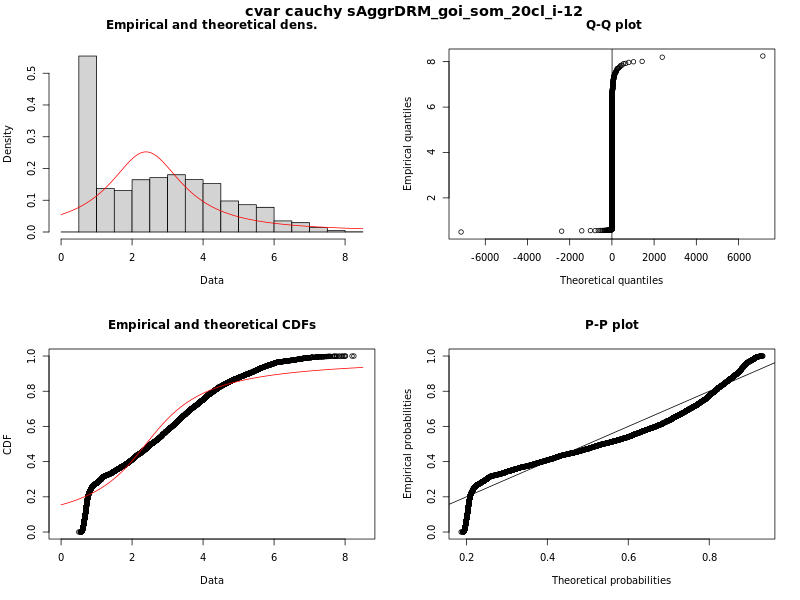 cvar cauchy sAggrDRM_goi_som_20cl_i-12
Empirical and theoretical dens.
Density
0.0 0.1 0.2 0.3 0.4 0.5
0 2 4 6 8
Data
Q-Q plot
Empirical quantiles
2 4 6 8
-6000 -4000 -2000 0 2000 4000 6000
Theoretical quantiles
Empirical and theoretical CDFs
CDF
0.0 0.2 0.4 0.6 0.8 1.0
0 2 4 6 8
Data
P-P plot
Empirical probabilities
0.0 0.2 0.4 0.6 0.8 1.0
0.2 0.4 0.6 0.8
Theoretical probabilities